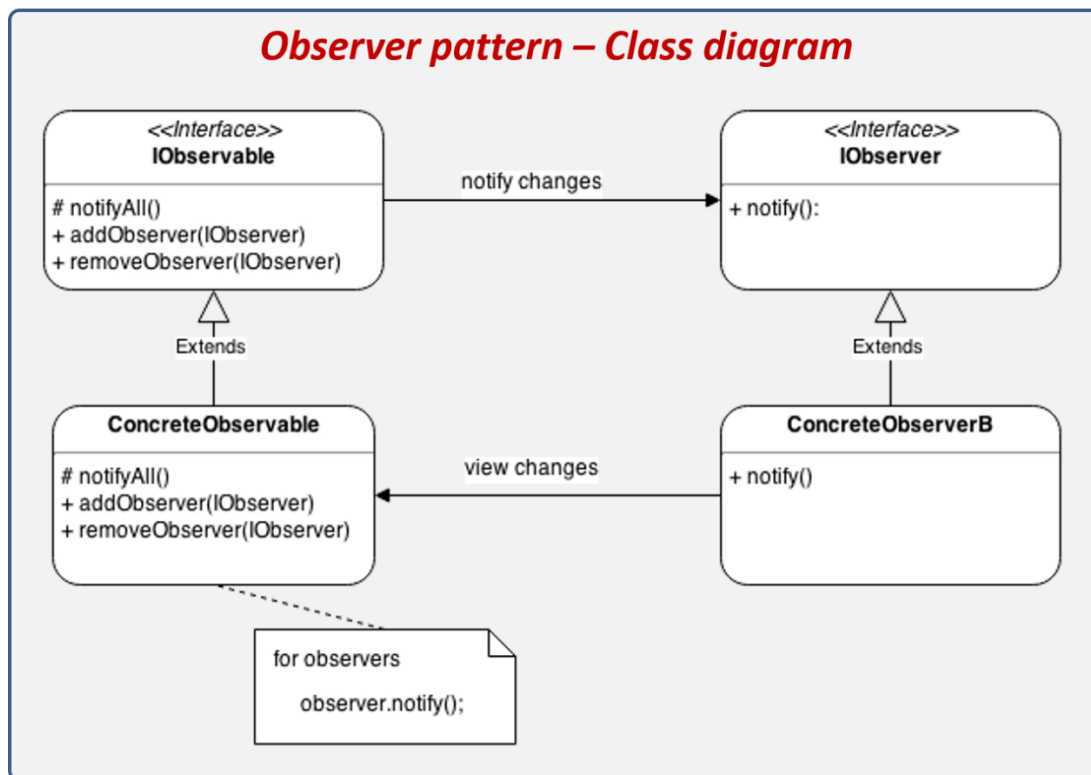 Observer pattern – Class diagram
<<Interface>>
IObservable
# notifyAll()
+ addObserver(IObserver)
+ removeObserver(IObserver)
notify changes
<<Interface>>
IObserver
+ notify():
Extends
Extends
ConcreteObservable
# notifyAll()
+ addObserver(IObserver)
+ removeObserver(IObserver)
view changes
ConcreteObserverB
+ notify()
for observers
observer.notify();